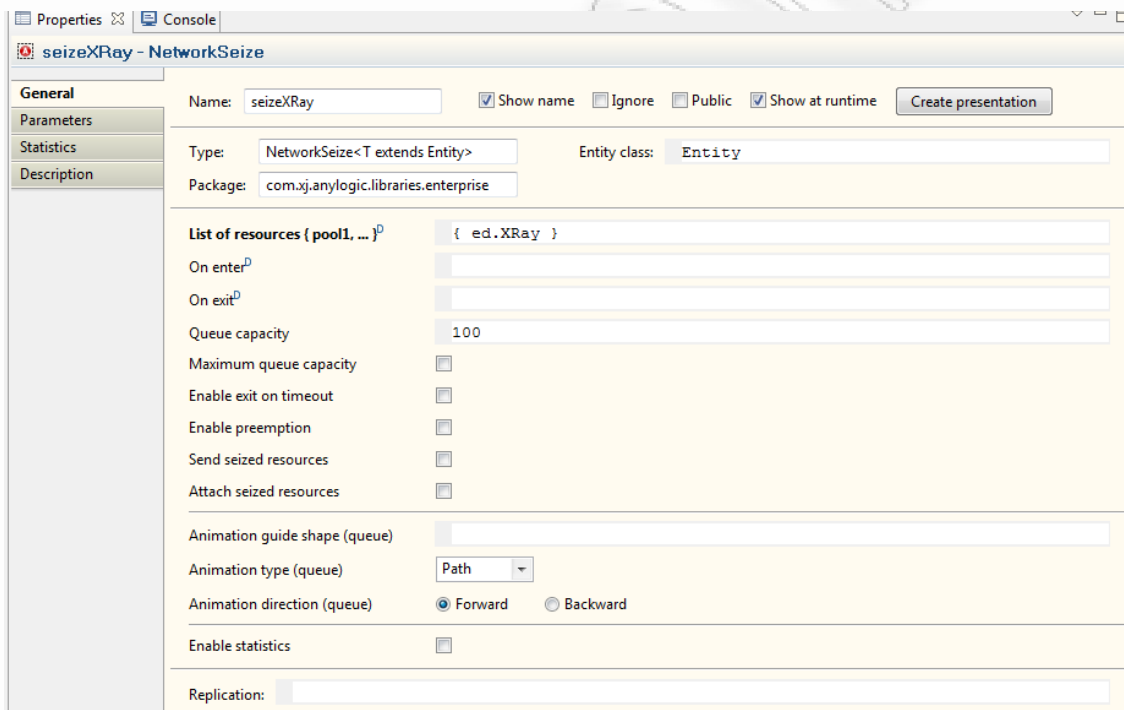 Properties Console
seizeXRay - NetworkSeize
General
Parameters
Statistics
Description
Name: seizeXRay Show name Ignore Public Show at runtime Create presentation
Type: NetworkSeize<T extends Entity> Entity class: Entity
Package: com.xj.anylogic.libraries.enterprise
List of resources { pool1, ... }D { ed.XRay }
On enterD
On exitD
Queue capacity 100
Maximum queue capacity
Enable exit on timeout
Enable preemption
Send seized resources
Attach seized resources
Animation guide shape (queue)
Animation type (queue) Path
Animation direction (queue) Forward Backward
Enable statistics
Replication: